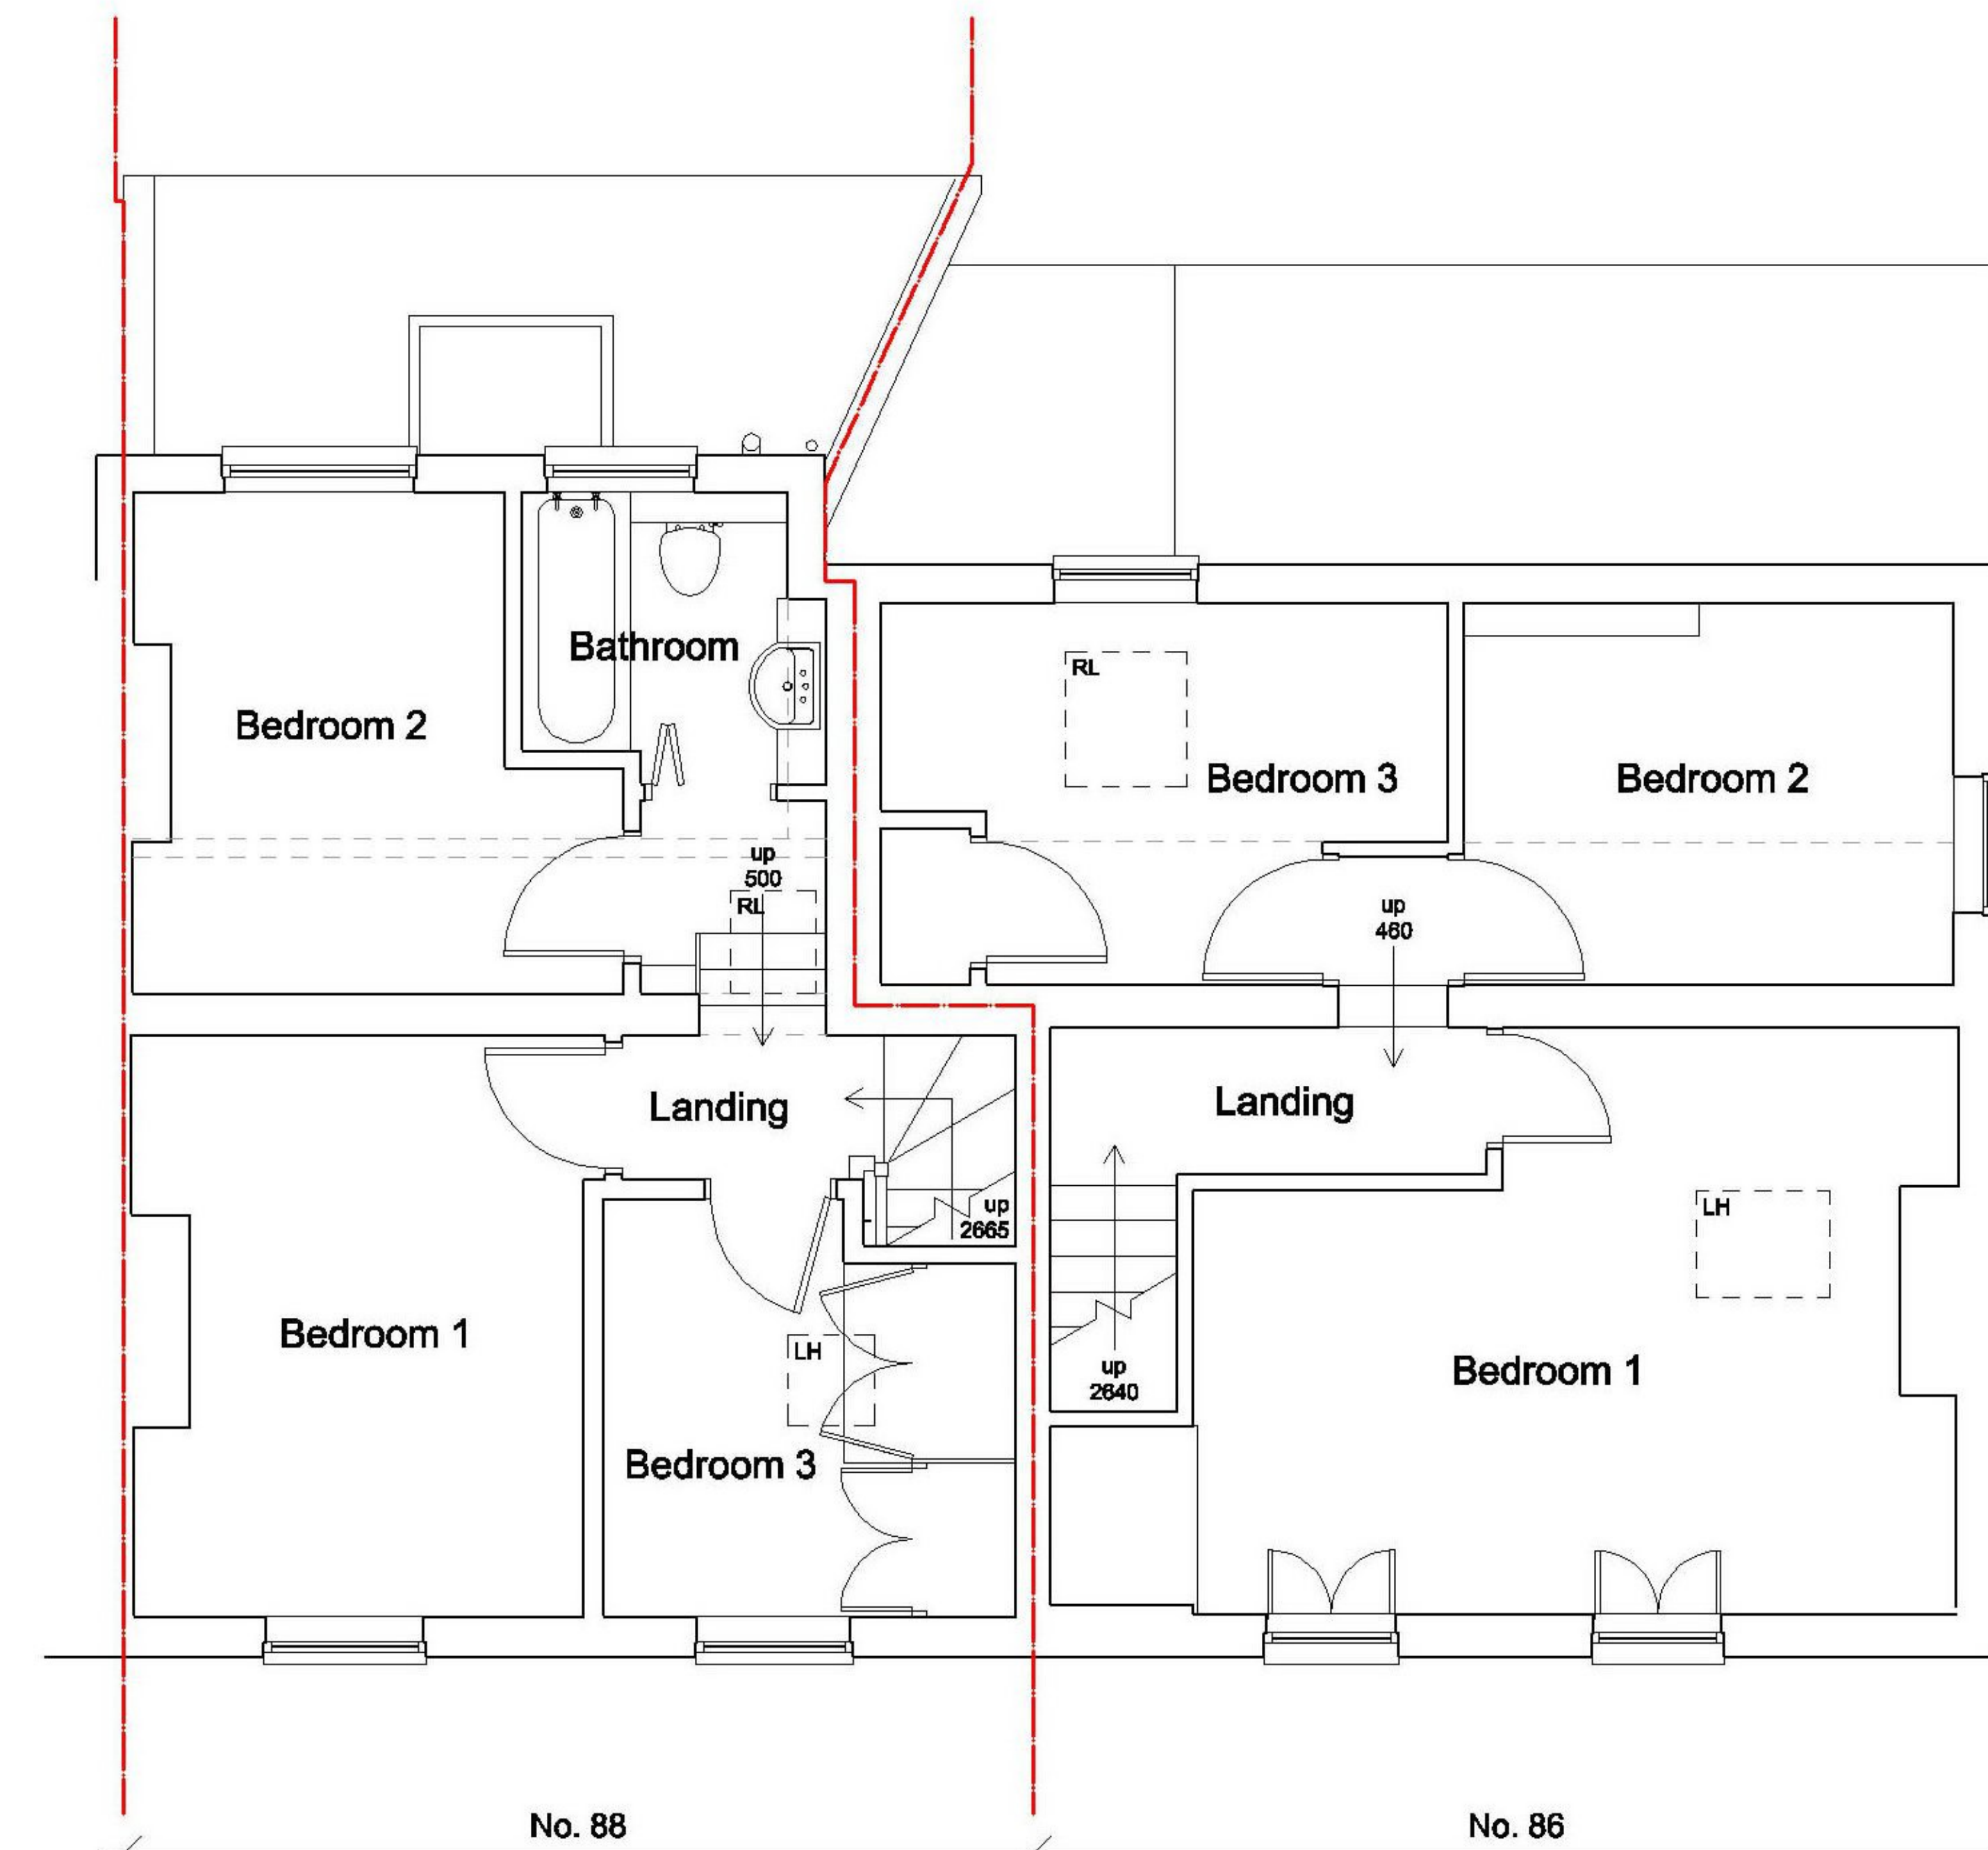 Bathroom
Bedroom 2
RL
Bedroom 3
Bedroom 2
up
500
RL
up
460
Landing
Landing
up
2665
LH
Bedroom 1
LH
Bedroom 3
up
2640
Bedroom 1
No. 88
No. 86